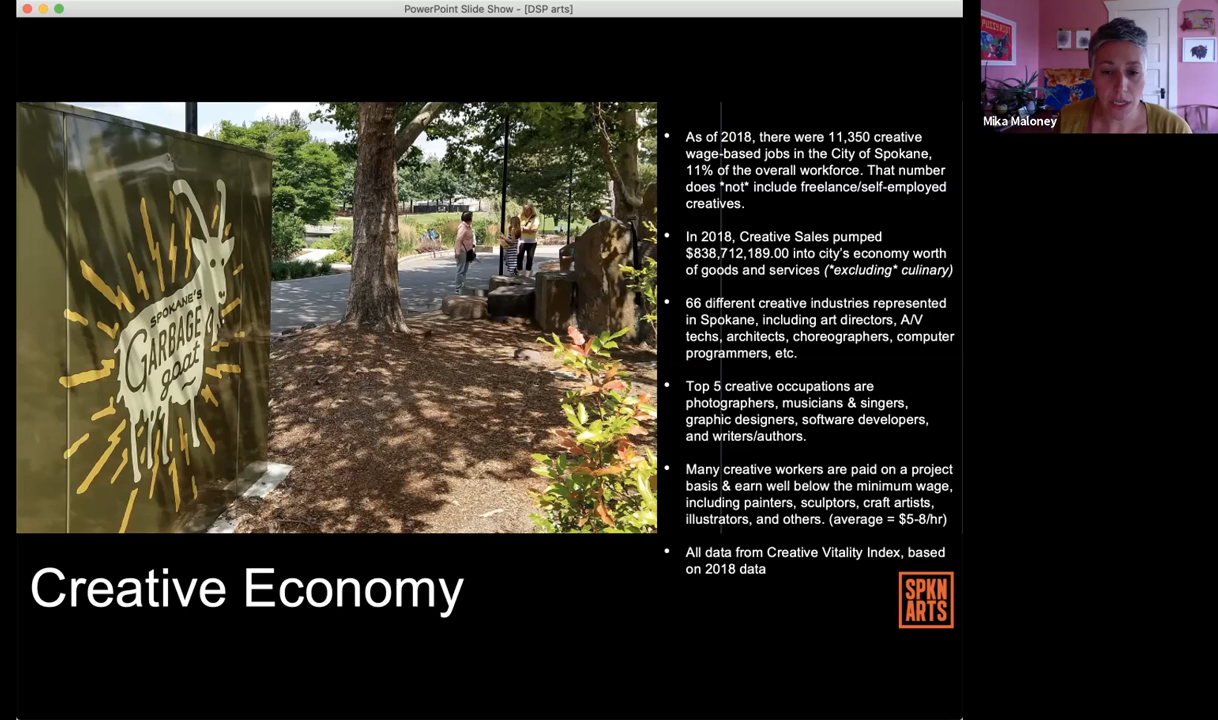 PowerPoint Slide Show - [DSP arts]
PUZZY RIOT
Mika Maloney
SPOKANE'S
GARBAGE
goat
• As of 2018, there were 11,350 creative
wage-based jobs in the City of Spokane,
11% of the overall workforce. That number
does *not* include freelance/self-employed
creatives.
• In 2018, Creative Sales pumped
$838,712,189.00 into city's economy worth
of goods and services (*excluding* culinary)
• 66 different creative industries represented
in Spokane, including art directors, A/V
techs, architects, choreographers, computer
programmers, etc.
• Top 5 creative occupations are
photographers, musicians & singers,
graphic designers, software developers,
and writers/authors.
• Many creative workers are paid on a project
basis & earn well below the minimum wage,
including painters, sculptors, craft artists,
illustrators, and others. (average = $5-8/hr)
• All data from Creative Vitality Index, based
on 2018 data
Creative Economy
SPKN
ARTS